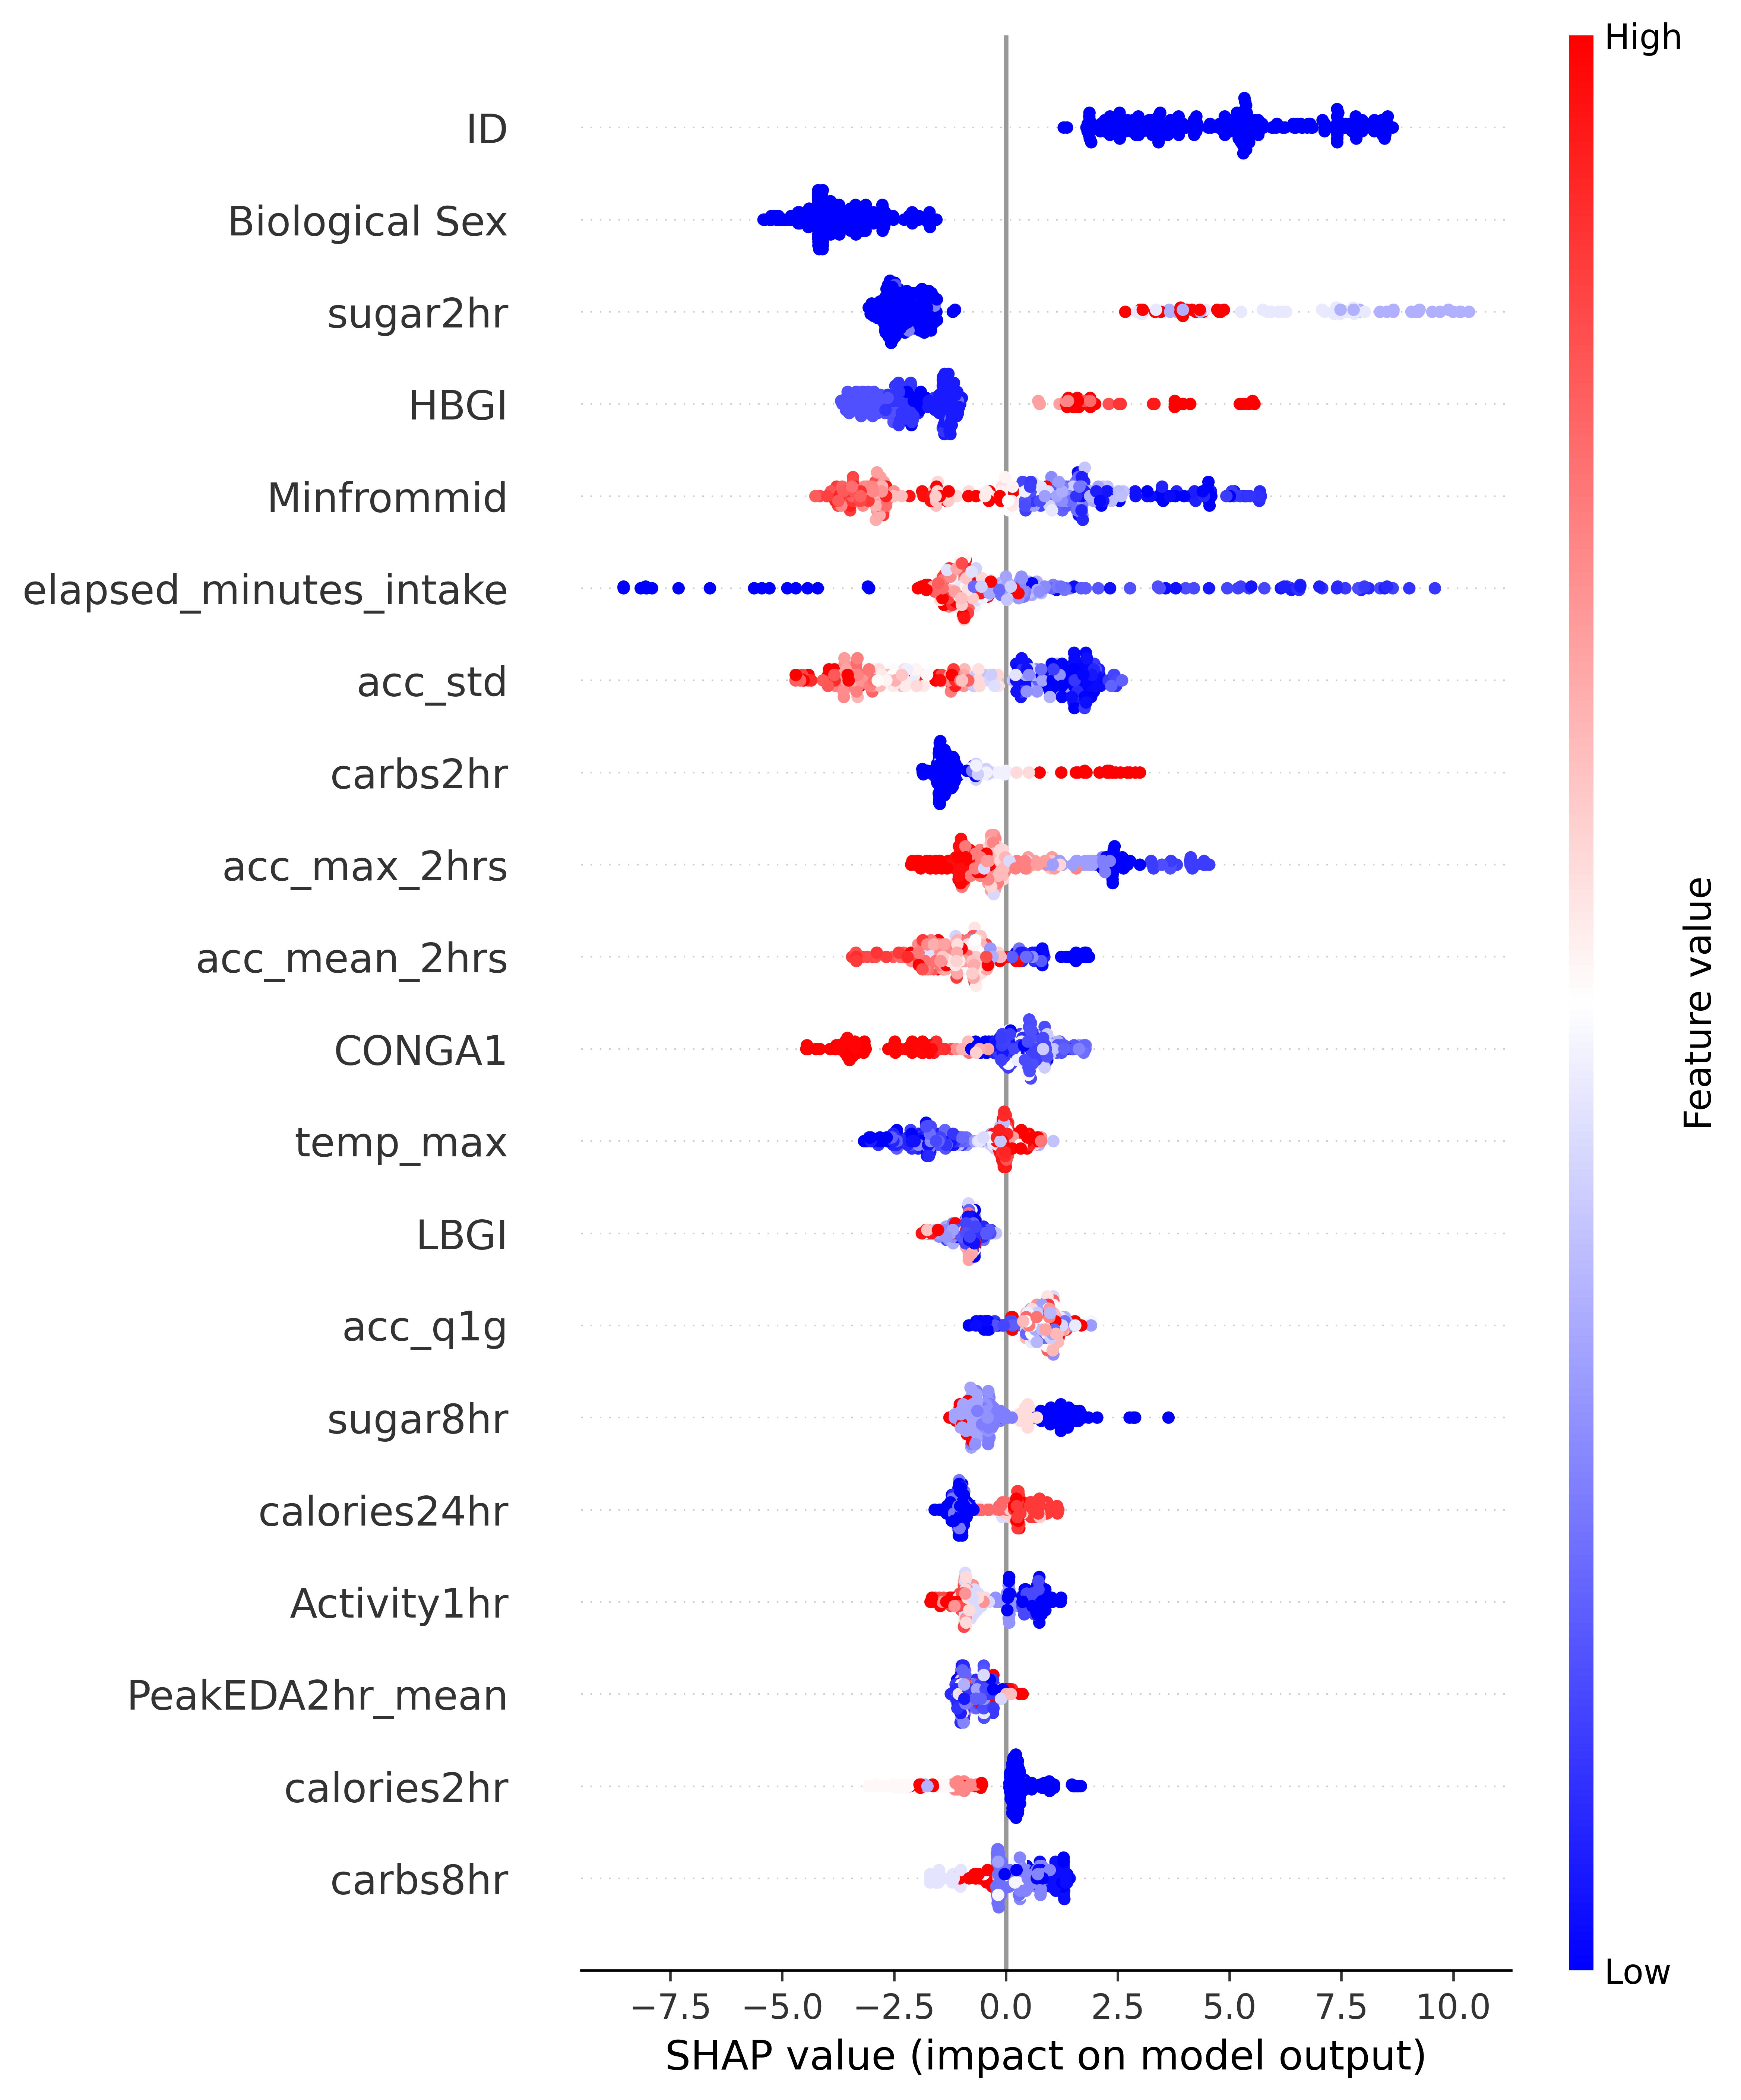 High
ID
Biological Sex
sugar2hr
HBGI
Minfrommid
elapsed_minutes_intake
acc_std
carbs2hr
acc_max_2hrs
acc_mean_2hrs
CONGA1
temp_max
LBGI
acc_q1g
sugar8hr
calories24hr
Activity1hr
PeakEDA2hr_mean
calories2hr
carbs8hr
Feature value
Low
−7.5 −5.0 −2.5 0.0 2.5 5.0 7.5 10.0
SHAP value (impact on model output)